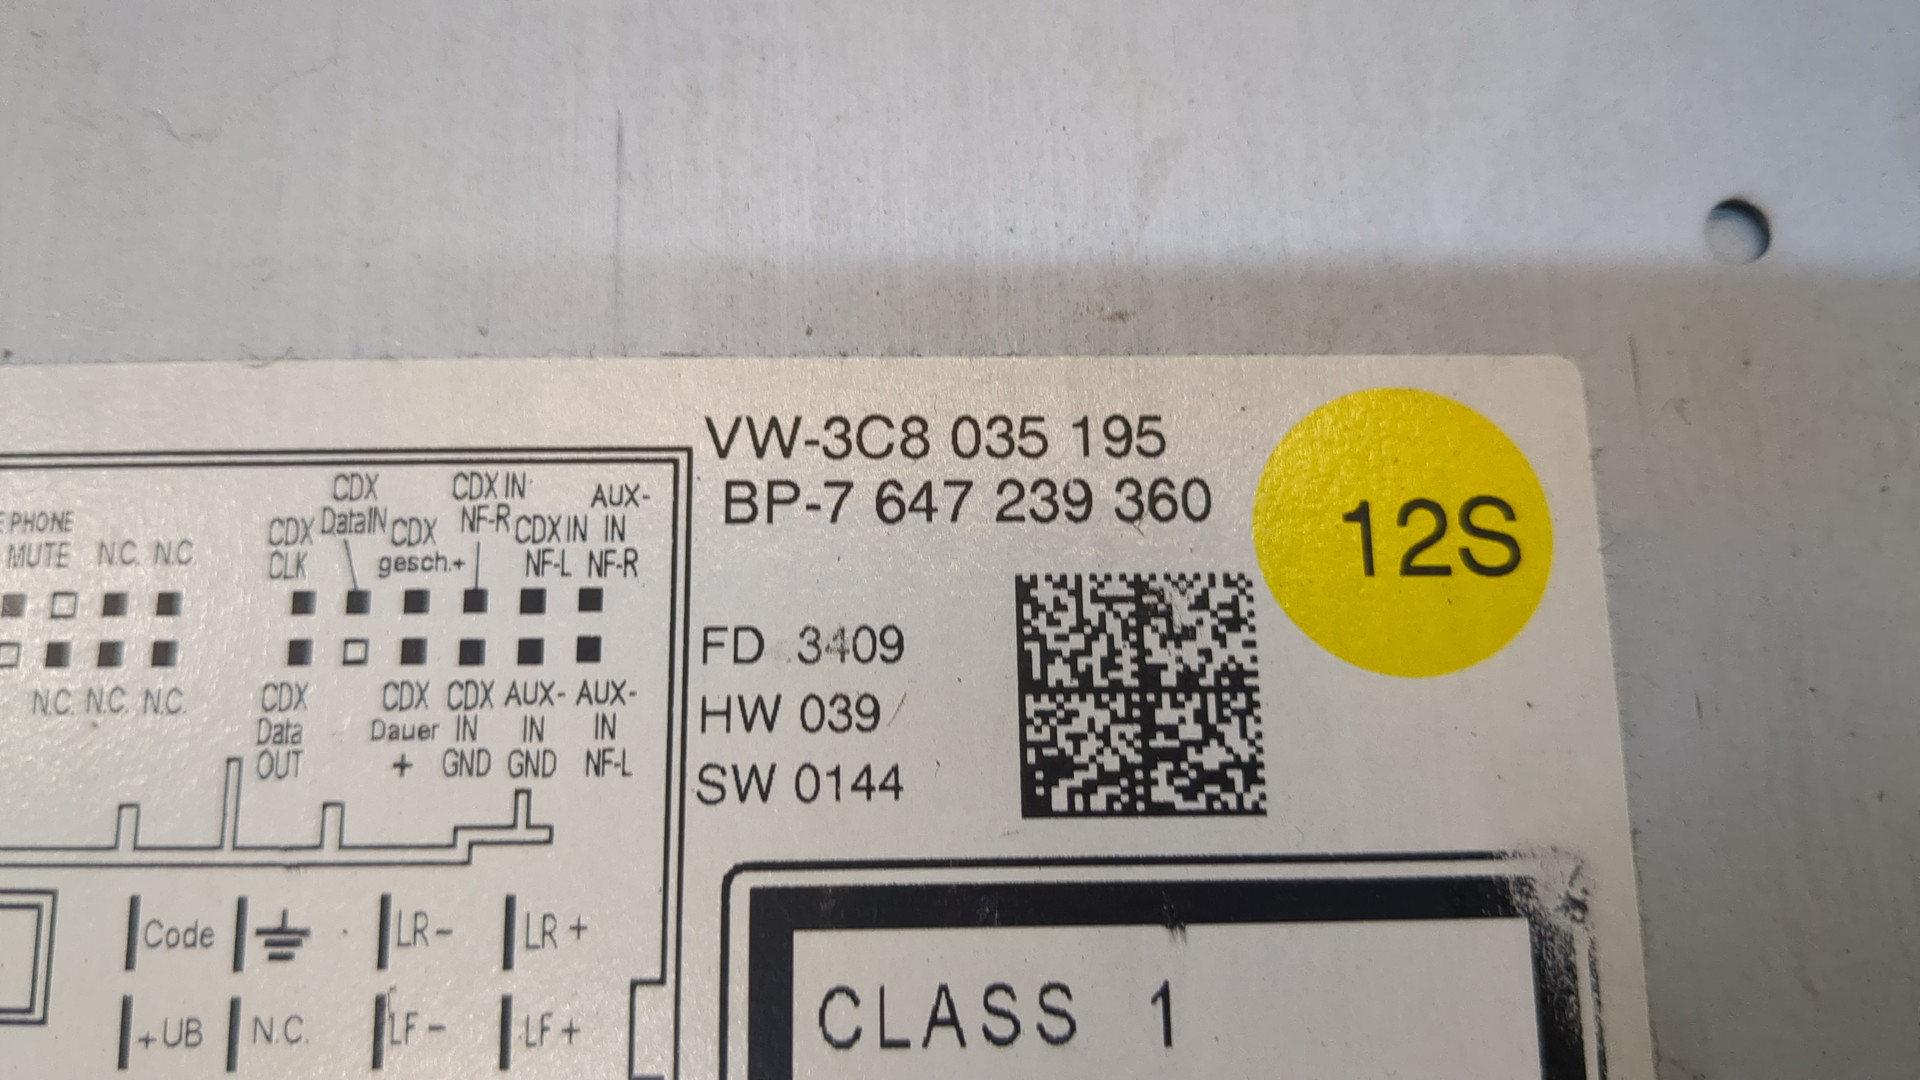 VW-3C8 035 195
BP-7 647 239 360
12S
FD 3409
HW 039
SW 0144
CLASS 1
PHONE
MUTE N.C. N.C.
CDX
CLK
CDX
DataIN
CDX
gesch.+
CDX IN
NF-R
CDX IN
NF-L
AUX-
IN
NF-R
N.C. N.C. N.C.
CDX
Data
OUT
CDX
Dauer
+
CDX
IN
GND
AUX-
IN
GND
AUX-
IN
NF-L
Code LR- LR+
+UB N.C. LF- LF+